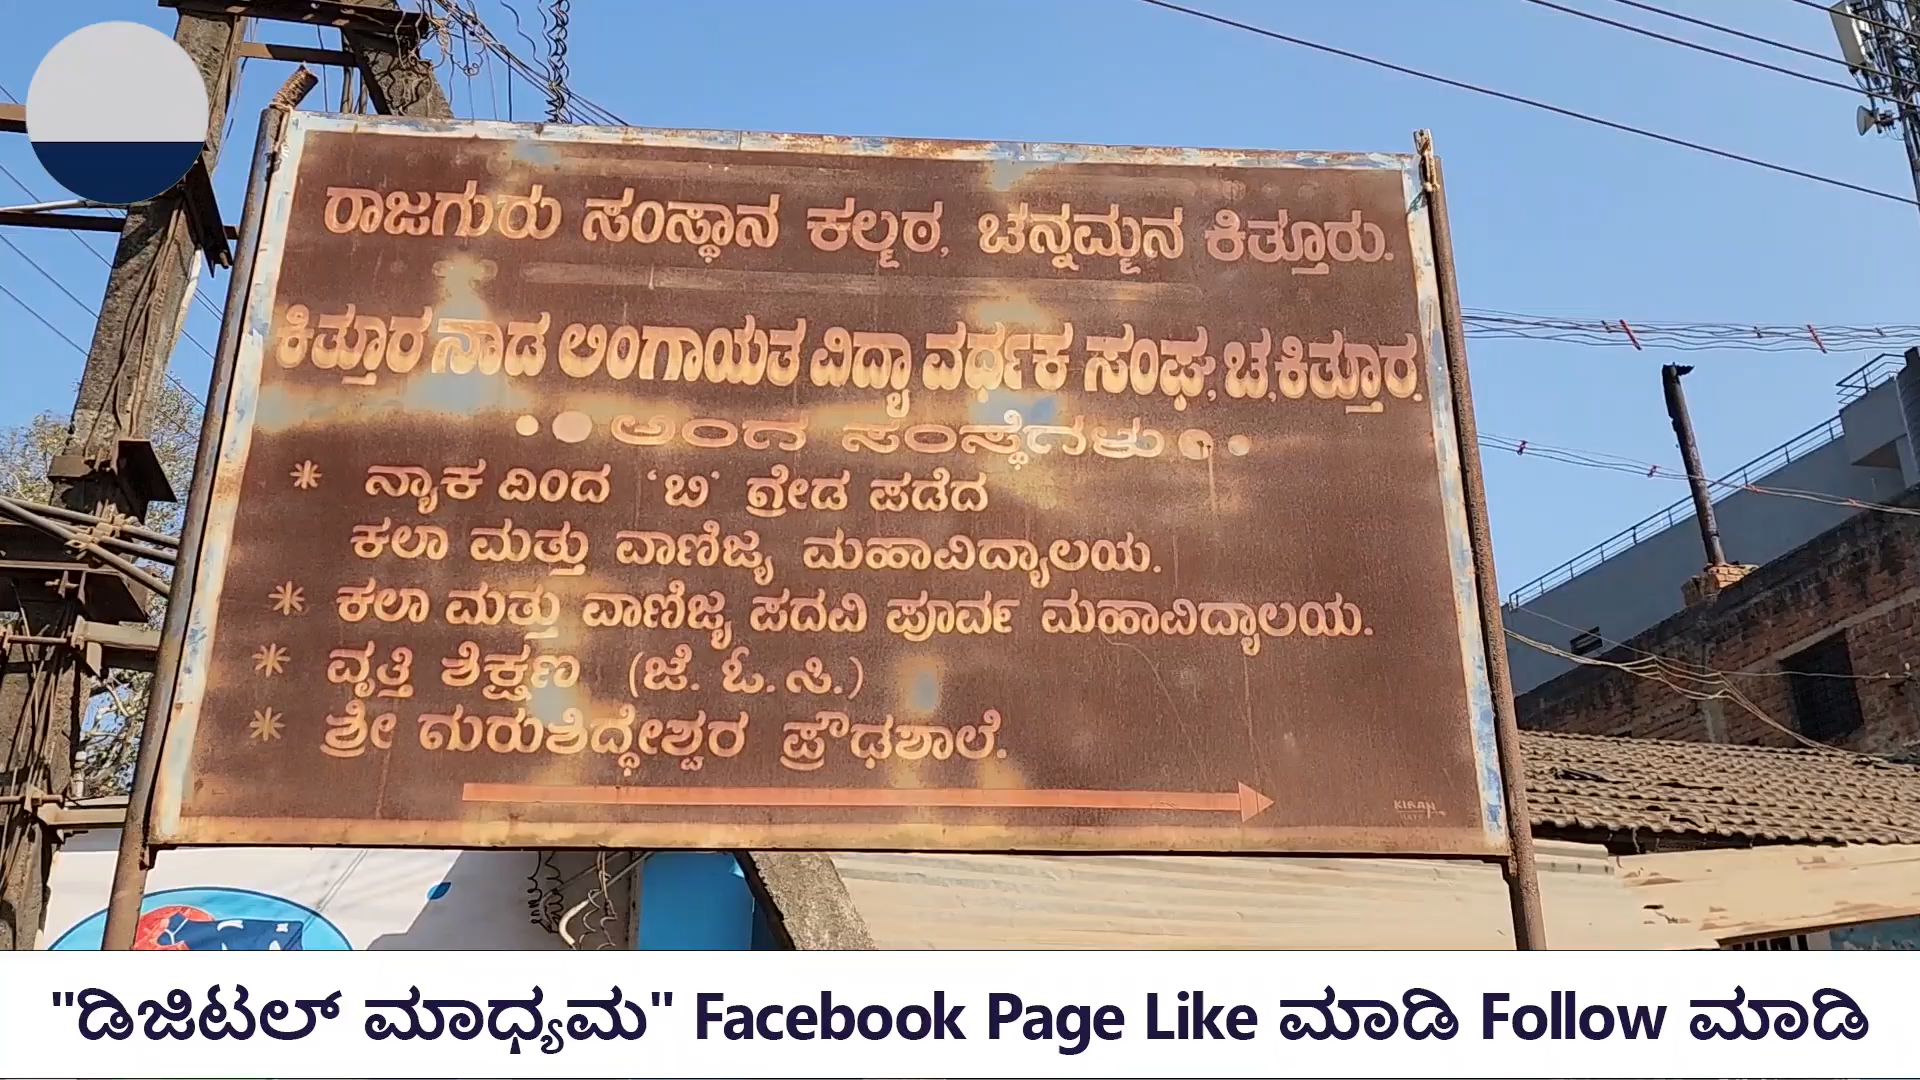 ರಾಜಗುರು ಸಂಸ್ಥಾನ ಕಲ್ಮಠ, ಚನ್ನಮ್ಮನ ಕಿತ್ತೂರು.
ಕಿತ್ತೂರ ನಾಡ ಲಿಂಗಾಯತ ವಿದ್ಯಾ ವರ್ಧಕ ಸಂಘ, ಚ,ಕಿತ್ತೂರ.
ಅಂಗ ಸಂಸ್ಥೆಗಳು
* ನ್ಯಾಕ ವಿಂದ 'ಬಿ' ಗ್ರೇಡ ಪಡೆದ
ಕಲಾ ಮತ್ತು ವಾಣಿಜ್ಯ ಮಹಾವಿದ್ಯಾಲಯ.
* ಕಲಾ ಮತ್ತು ವಾಣಿಜ್ಯ ಪದವಿ ಪೂರ್ವ ಮಹಾವಿದ್ಯಾಲಯ.
* ವೃತ್ತಿ ಶಿಕ್ಷಣ (ಜೆ. ಓ. ಸಿ.)
* ಶ್ರೀ ಗುರುಶಿದ್ಧೇಶ್ವರ ಪ್ರೌಢಶಾಲೆ.
KIRAN
"ಡಿಜಿಟಲ್ ಮಾಧ್ಯಮ" Facebook Page Like ಮಾಡಿ Follow ಮಾಡಿ